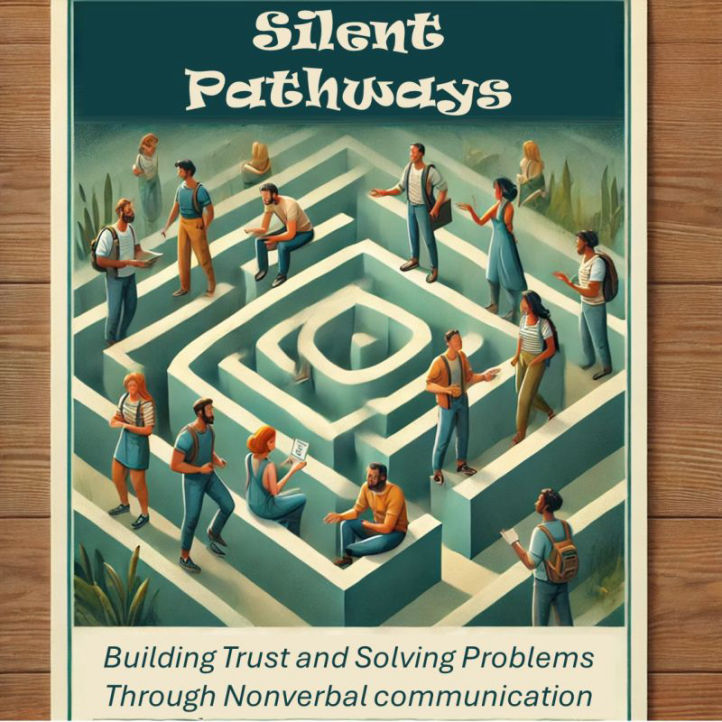 Silent
Pathways
Building Trust and Solving Problems
Through Nonverbal communication